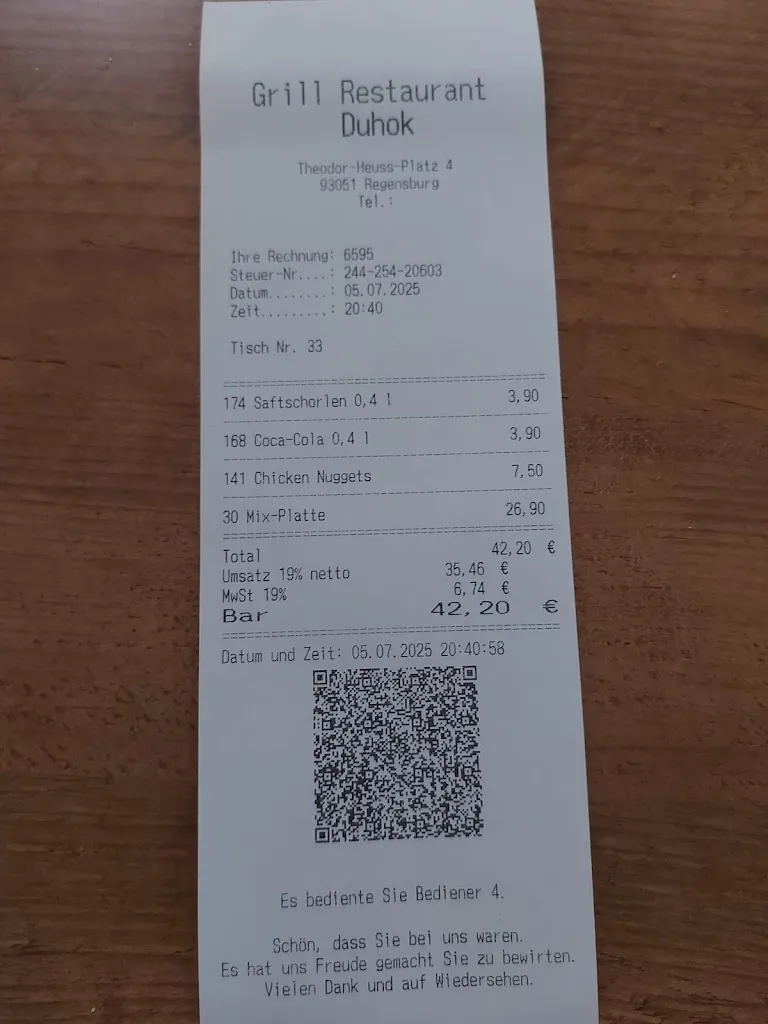 Grill Restaurant
Duhok
Theodor-Heuss-Platz 4
93051 Regensburg
Tel.:
Ihre Rechnung: 6595
Steuer-Nr....: 244-254-20603
Datum........: 05.07.2025
Zeit.........: 20:40
Tisch Nr. 33
174 Saftschorlen 0,4 l 3,90
168 Coca-Cola 0,4 l 3,90
141 Chicken Nuggets 7,50
30 Mix-Platte 26,90
Total 42,20 €
Umsatz 19% netto 35,46 €
MwSt 19% 6,74 €
Bar 42,20 €
Datum und Zeit: 05.07.2025 20:40:58
Es bediente Sie Bediener 4.
Schön, dass Sie bei uns waren.
Es hat uns Freude gemacht Sie zu bewirten.
Vielen Dank und auf Wiedersehen.